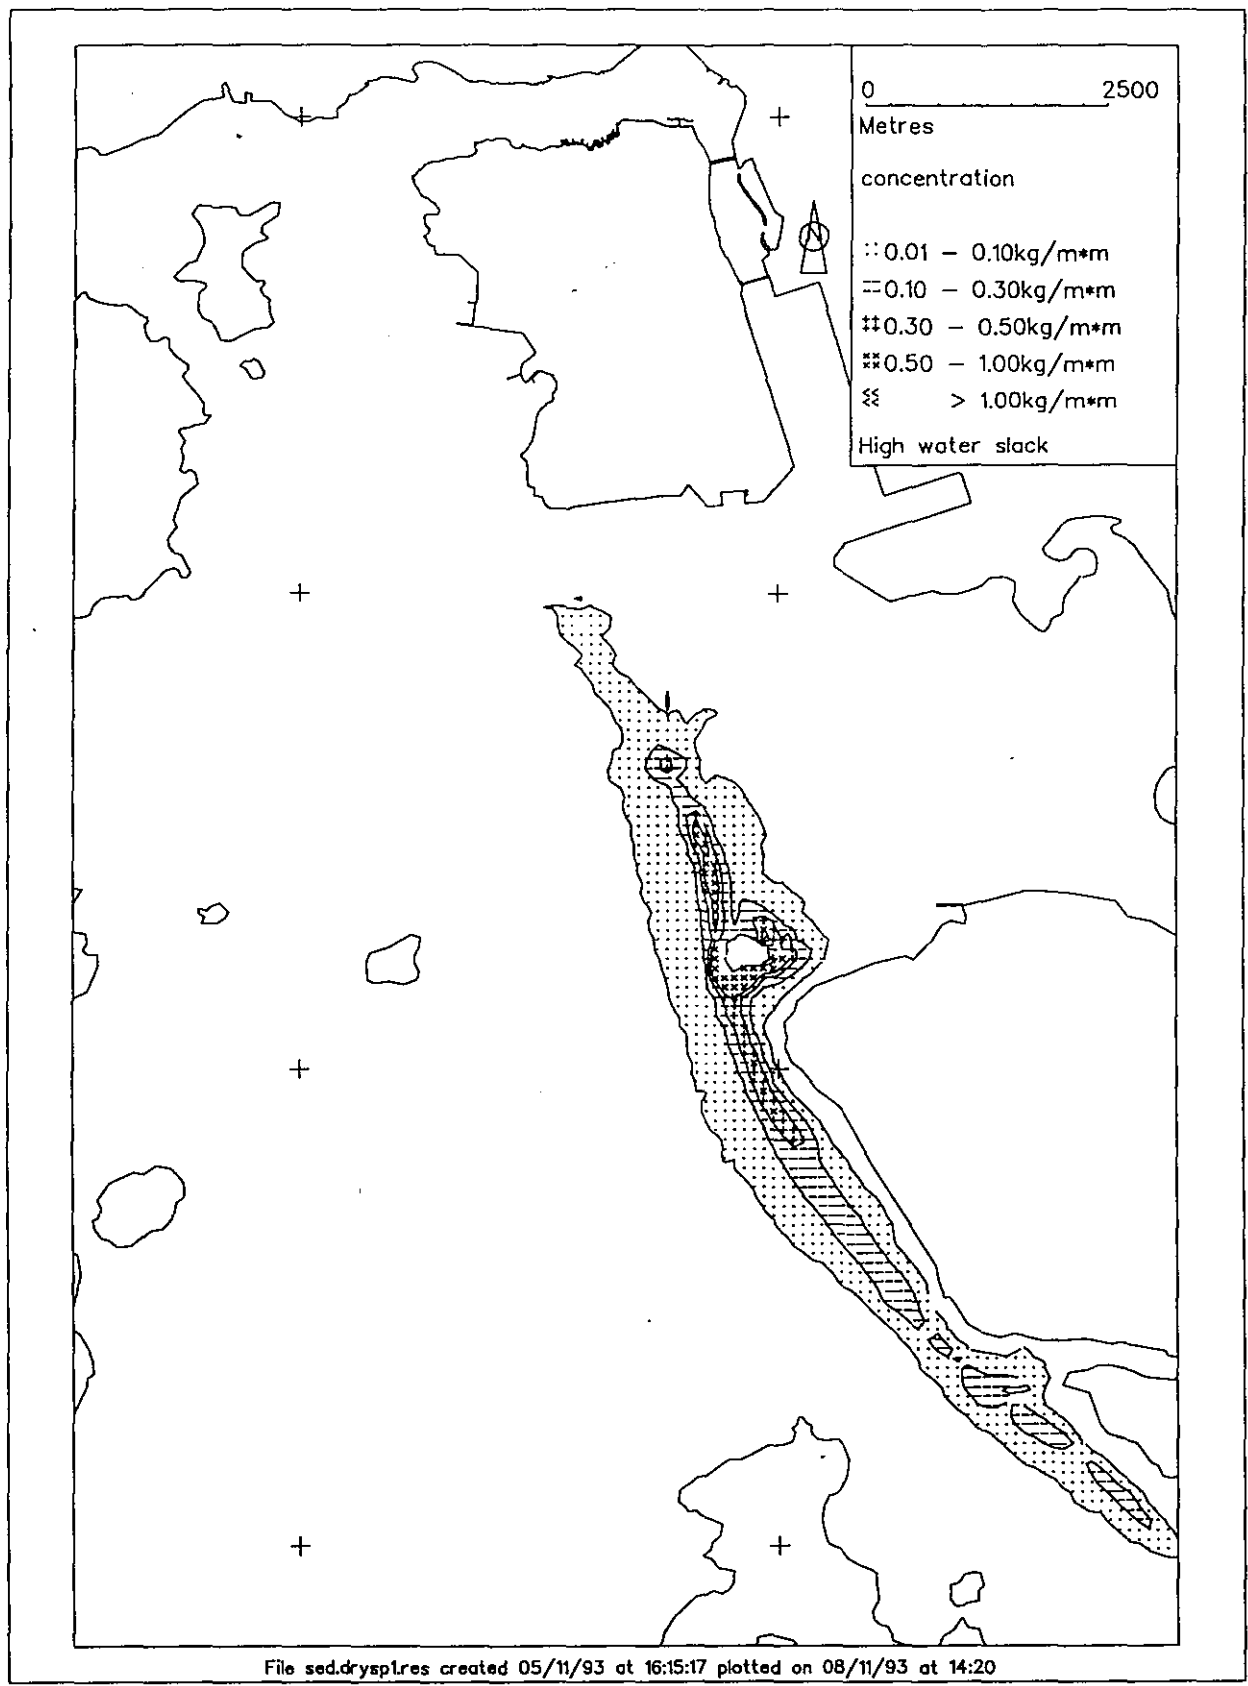 0 2500
Metres
concentration
N
0.01 - 0.10kg/m*m
0.10 - 0.30kg/m*m
0.30 - 0.50kg/m*m
0.50 - 1.00kg/m*m
> 1.00kg/m*m
High water slack
File sed.dryspl.res created 05/11/93 at 16:15:17 plotted on 08/11/93 at 14:20